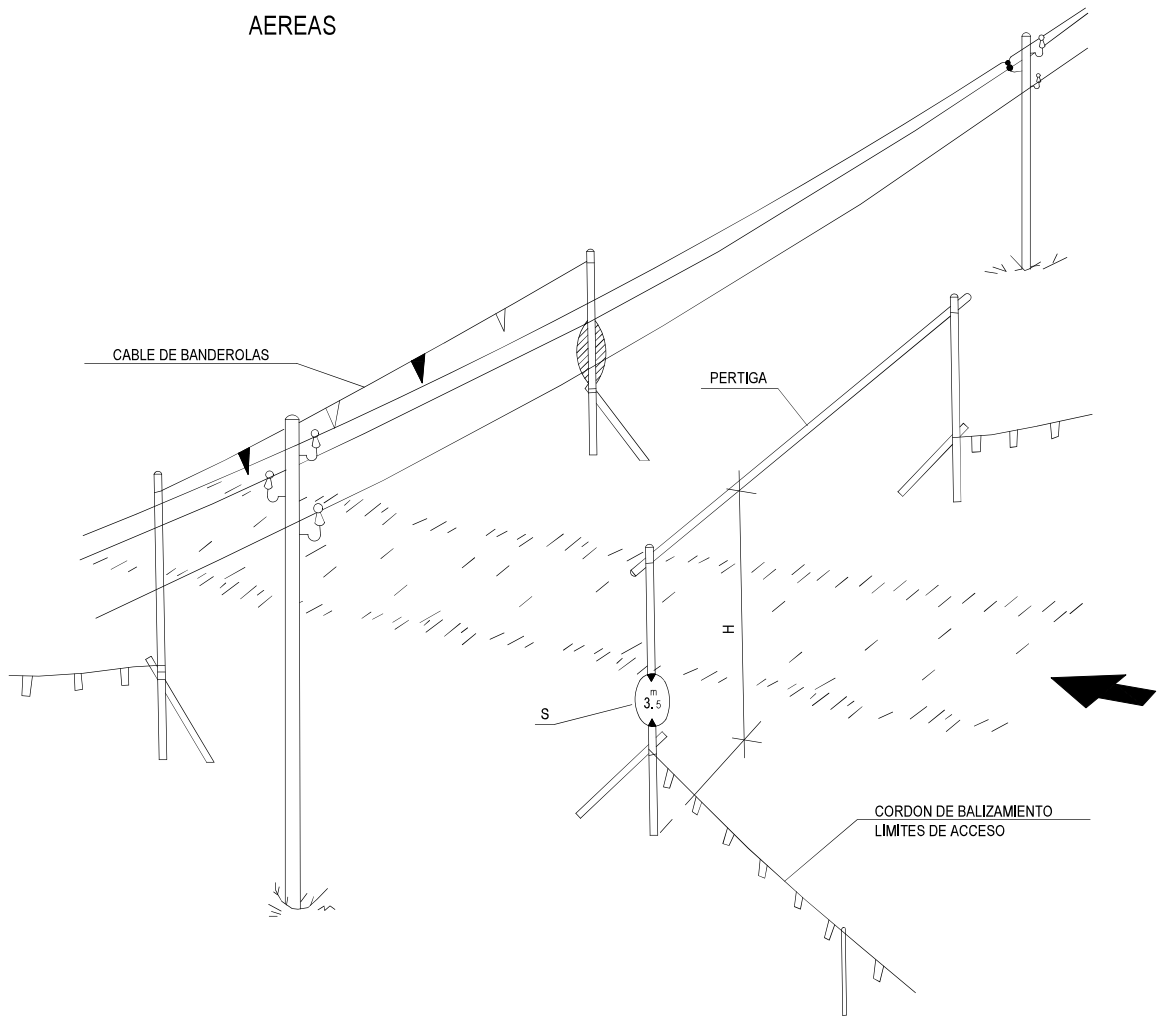 AEREAS
CABLE DE BANDEROLAS
PERTIGA
H
m
3.5
S
CORDON DE BALIZAMIENTO
LIMITES DE ACCESO